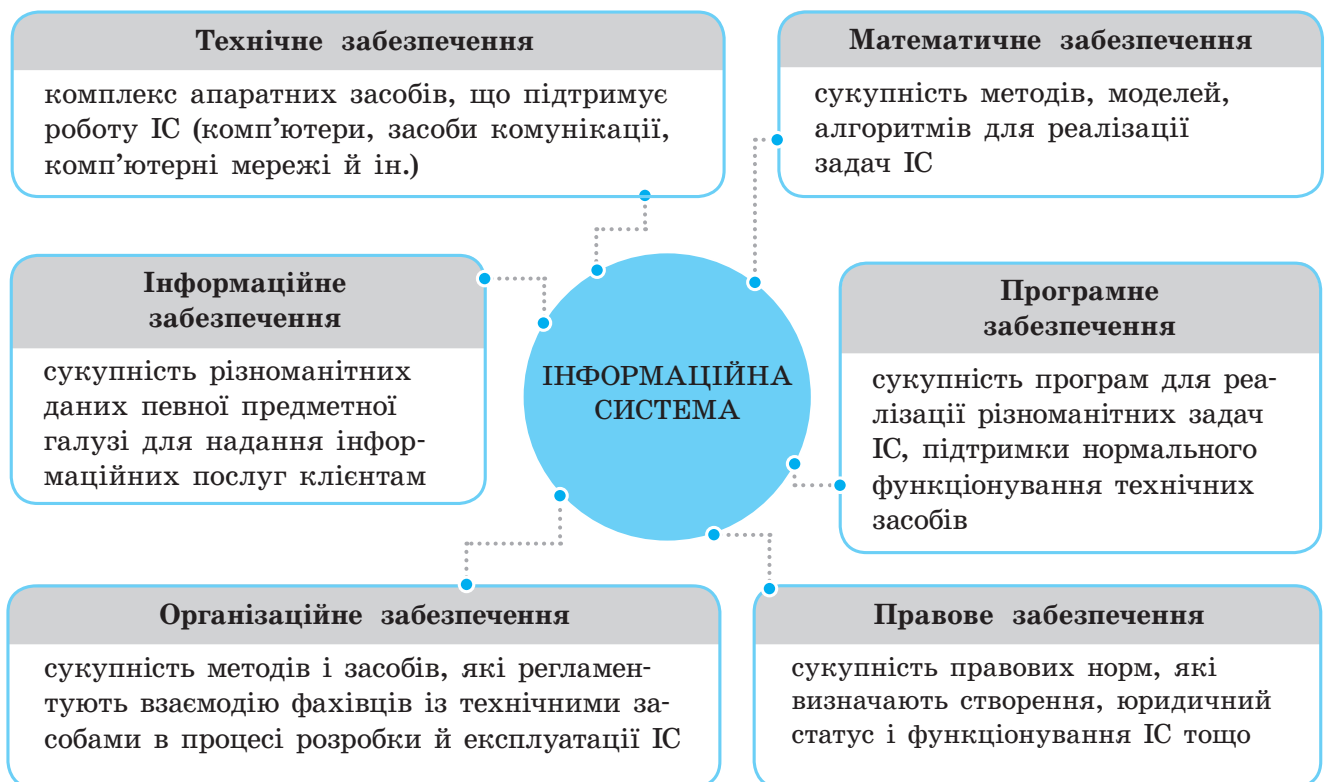 Технічне забезпечення
комплекс апаратних засобів, що підтримує
роботу ІС (комп’ютери, засоби комунікації,
комп’ютерні мережі й ін.)
Математичне забезпечення
сукупність методів, моделей,
алгоритмів для реалізації
задач ІС
Інформаційне
забезпечення
сукупність різноманітних
даних певної предметної
галузі для надання інфор-
маційних послуг клієнтам
ІНФОРМАЦІЙНА
СИСТЕМА
Програмне
забезпечення
сукупність програм для реа-
лізації різноманітних задач
ІС, підтримки нормального
функціонування технічних
засобів
Організаційне забезпечення
сукупність методів і засобів, які регламен-
тують взаємодію фахівців із технічними за-
собами в процесі розробки й експлуатації ІС
Правове забезпечення
сукупність правових норм, які
визначають створення, юридичний
статус і функціонування ІС тощо